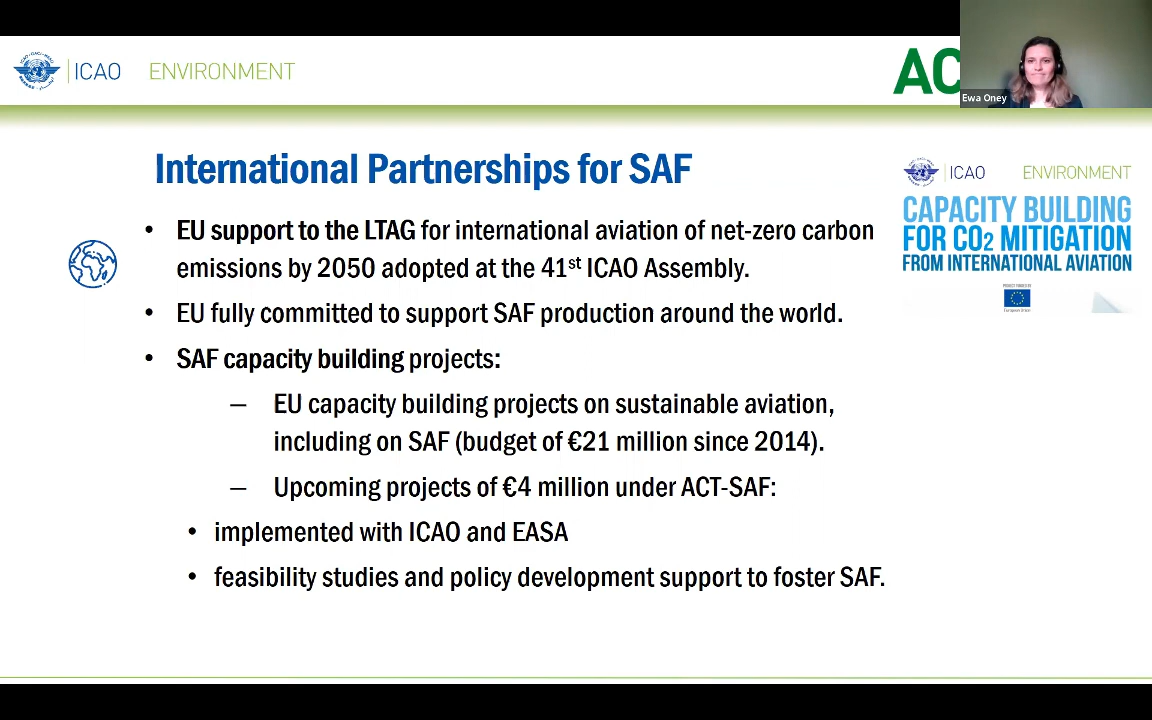 ICAO ENVIRONMENT
AC
Ewa Oney
International Partnerships for SAF
• EU support to the LTAG for international aviation of net-zero carbon
emissions by 2050 adopted at the 41st ICAO Assembly.
• EU fully committed to support SAF production around the world.
• SAF capacity building projects:
– EU capacity building projects on sustainable aviation,
including on SAF (budget of €21 million since 2014).
– Upcoming projects of €4 million under ACT-SAF:
• implemented with ICAO and EASA
• feasibility studies and policy development support to foster SAF.
ICAO ENVIRONMENT
CAPACITY BUILDING
FOR CO2 MITIGATION
FROM INTERNATIONAL AVIATION